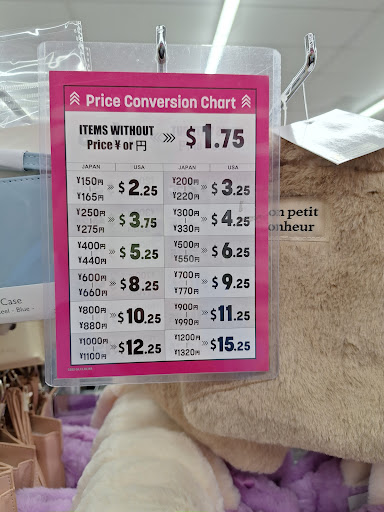 Price Conversion Chart
ITEMS WITHOUT
Price ¥ or 円 >>> $1.75
JAPAN USA JAPAN USA
¥150円 ¥165円 >> $2.25 ¥200円 ¥220円 >> $3.25
¥250円 ¥275円 >> $3.75 ¥300円 ¥330円 >> $4.25
¥400円 ¥440円 >> $5.25 ¥500円 ¥550円 >> $6.25
¥600円 ¥660円 >> $8.25 ¥700円 ¥770円 >> $9.25
¥800円 ¥880円 >> $10.25 ¥900円 ¥990円 >> $11.25
¥1000円 ¥1100円 >> $12.25 ¥1200円 ¥1320円 >> $15.25
on petit
onheur
Case
eel - Blue -